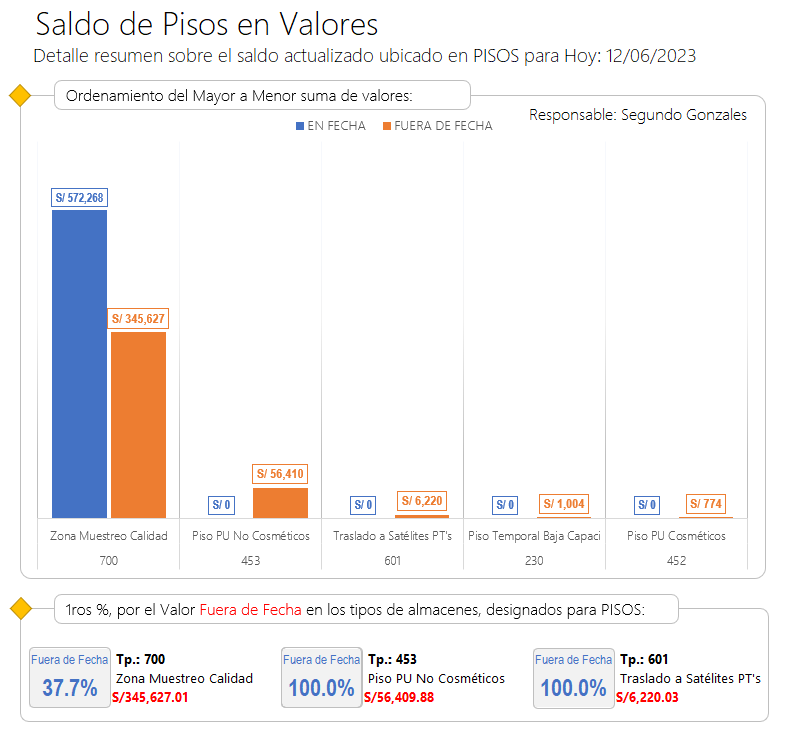 Saldo de Pisos en Valores
Detalle resumen sobre el saldo actualizado ubicado en PISOS para Hoy: 12/06/2023
Ordenamiento del Mayor a Menor suma de valores:
Responsable: Segundo Gonzales
EN FECHA FUERA DE FECHA
S/ 572,268
S/ 345,627
S/ 56,410
S/ 0 S/ 0 S/ 6,220 S/ 0 S/ 1,004 S/ 0 S/ 774
Zona Muestreo Calidad Piso PU No Cosméticos Traslado a Satélites PT's Piso Temporal Baja Capaci Piso PU Cosméticos
700 453 601 230 452
1ros %, por el Valor Fuera de Fecha en los tipos de almacenes, designados para PISOS:
Fuera de Fecha Tp.: 700
37.7% Zona Muestreo Calidad
S/345,627.01
Fuera de Fecha Tp.: 453
100.0% Piso PU No Cosméticos
S/56,409.88
Fuera de Fecha Tp.: 601
100.0% Traslado a Satélites PT's
S/6,220.03